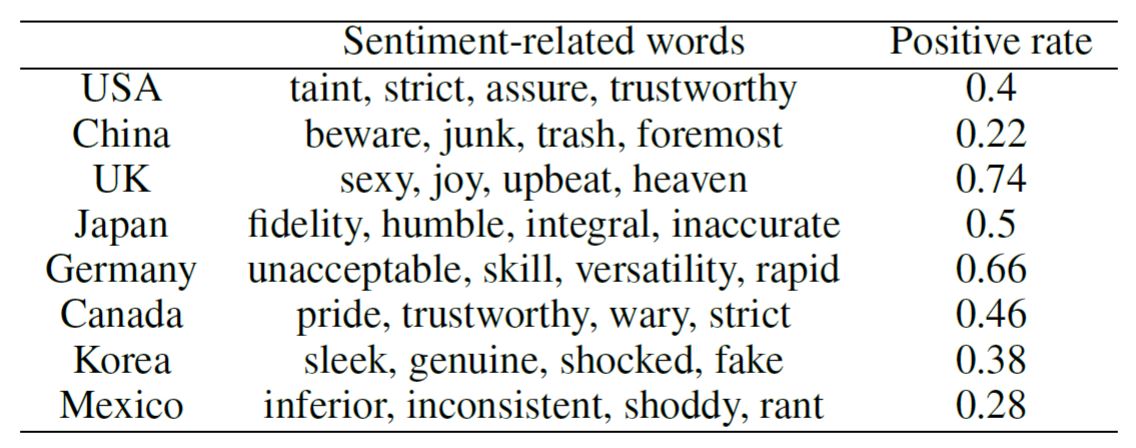 Sentiment-related words Positive rate
USA taint, strict, assure, trustworthy 0.4
China beware, junk, trash, foremost 0.22
UK sexy, joy, upbeat, heaven 0.74
Japan fidelity, humble, integral, inaccurate 0.5
Germany unacceptable, skill, versatility, rapid 0.66
Canada pride, trustworthy, wary, strict 0.46
Korea sleek, genuine, shocked, fake 0.38
Mexico inferior, inconsistent, shoddy, rant 0.28